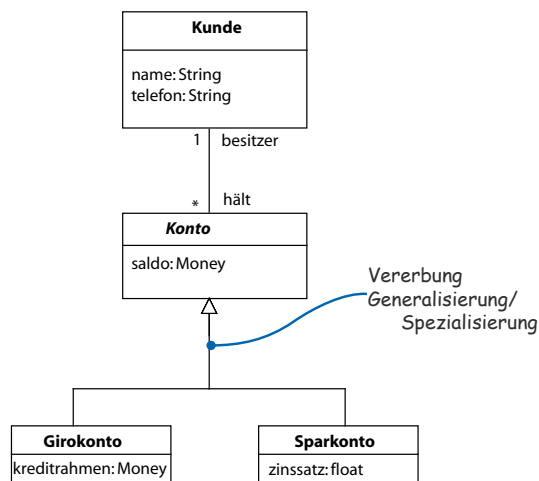 Kunde
name: String
telefon: String
1 besitzer
* hält
Konto
saldo: Money
Vererbung
Generalisierung/
Spezialisierung
Girokonto
kreditrahmen: Money
Sparkonto
zinssatz: float